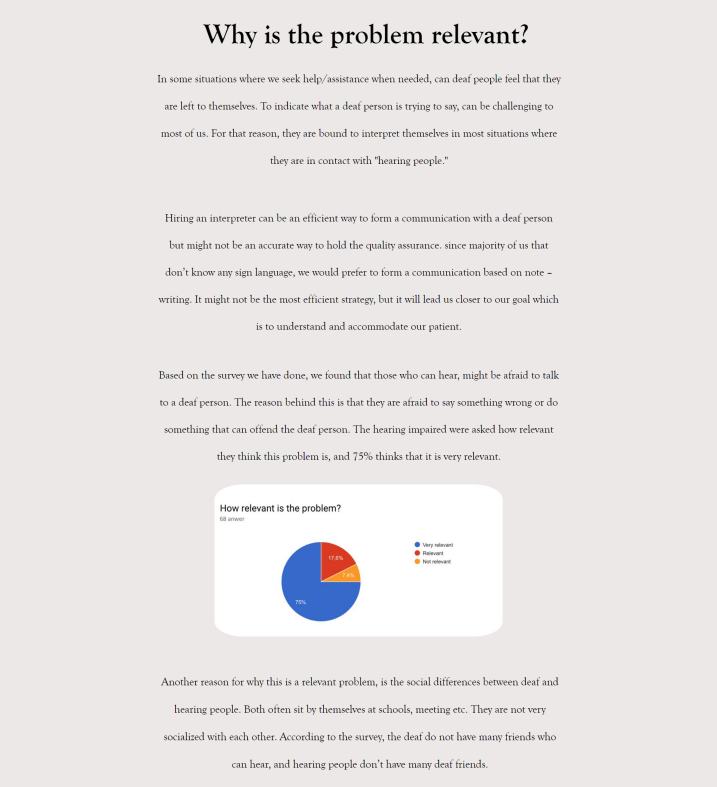 Why is the problem relevant?
In some situations where we seek help/assistance when needed, can deaf people feel that they
are left to themselves. To indicate what a deaf person is trying to say, can be challenging to
most of us. For that reason, they are bound to interpret themselves in most situations where
they are in contact with "hearing people."
Hiring an interpreter can be an efficient way to form a communication with a deaf person
but might not be an accurate way to hold the quality assurance. since majority of us that
don't know any sign language, we would prefer to form a communication based on note –
writing. It might not be the most efficient strategy, but it will lead us closer to our goal which
is to understand and accommodate our patient.
Based on the survey we have done, we found that those who can hear, might be afraid to talk
to a deaf person. The reason behind this is that they are afraid to say something wrong or do
something that can offend the deaf person. The hearing impaired were asked how relevant
they think this problem is, and 75% thinks that it is very relevant.
How relevant is the problem?
68 anwer
Very relevant
Relevant
Not relevant
17.6%
7.4%
75%
Another reason for why this is a relevant problem, is the social differences between deaf and
hearing people. Both often sit by themselves at schools, meeting etc. They are not very
socialized with each other. According to the survey, the deaf do not have many friends who
can hear, and hearing people don't have many deaf friends.